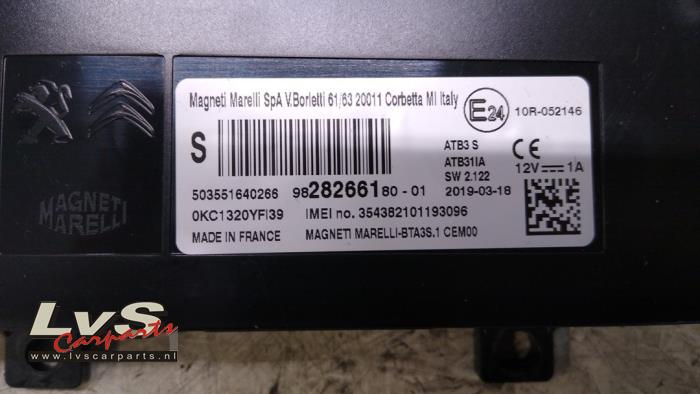 Magneti Marelli SpA V.Borletti 61/63 20011 Corbetta MI Italy
E24
10R-052146
S
ATB3 S
ATB31IA
SW 2.122
2019-03-18
CE
12V 1A
503551640266 9828266180-01
0KC1320YFI39 IMEI no. 354382101193096
MADE IN FRANCE MAGNETI MARELLI-BTA3S.1 CEM00
MAGNETI
MARELLI
LvS
Carparts
www.lvscarparts.nl